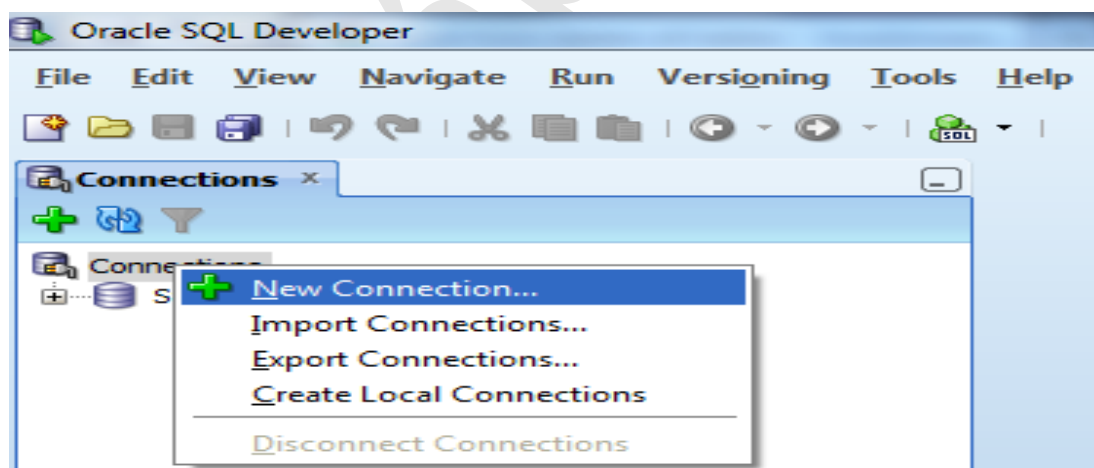 Oracle SQL Developer
File Edit View Navigate Run Versioning Tools Help
SQL
Connections
New Connection...
Import Connections...
Export Connections...
Create Local Connections
Disconnect Connections